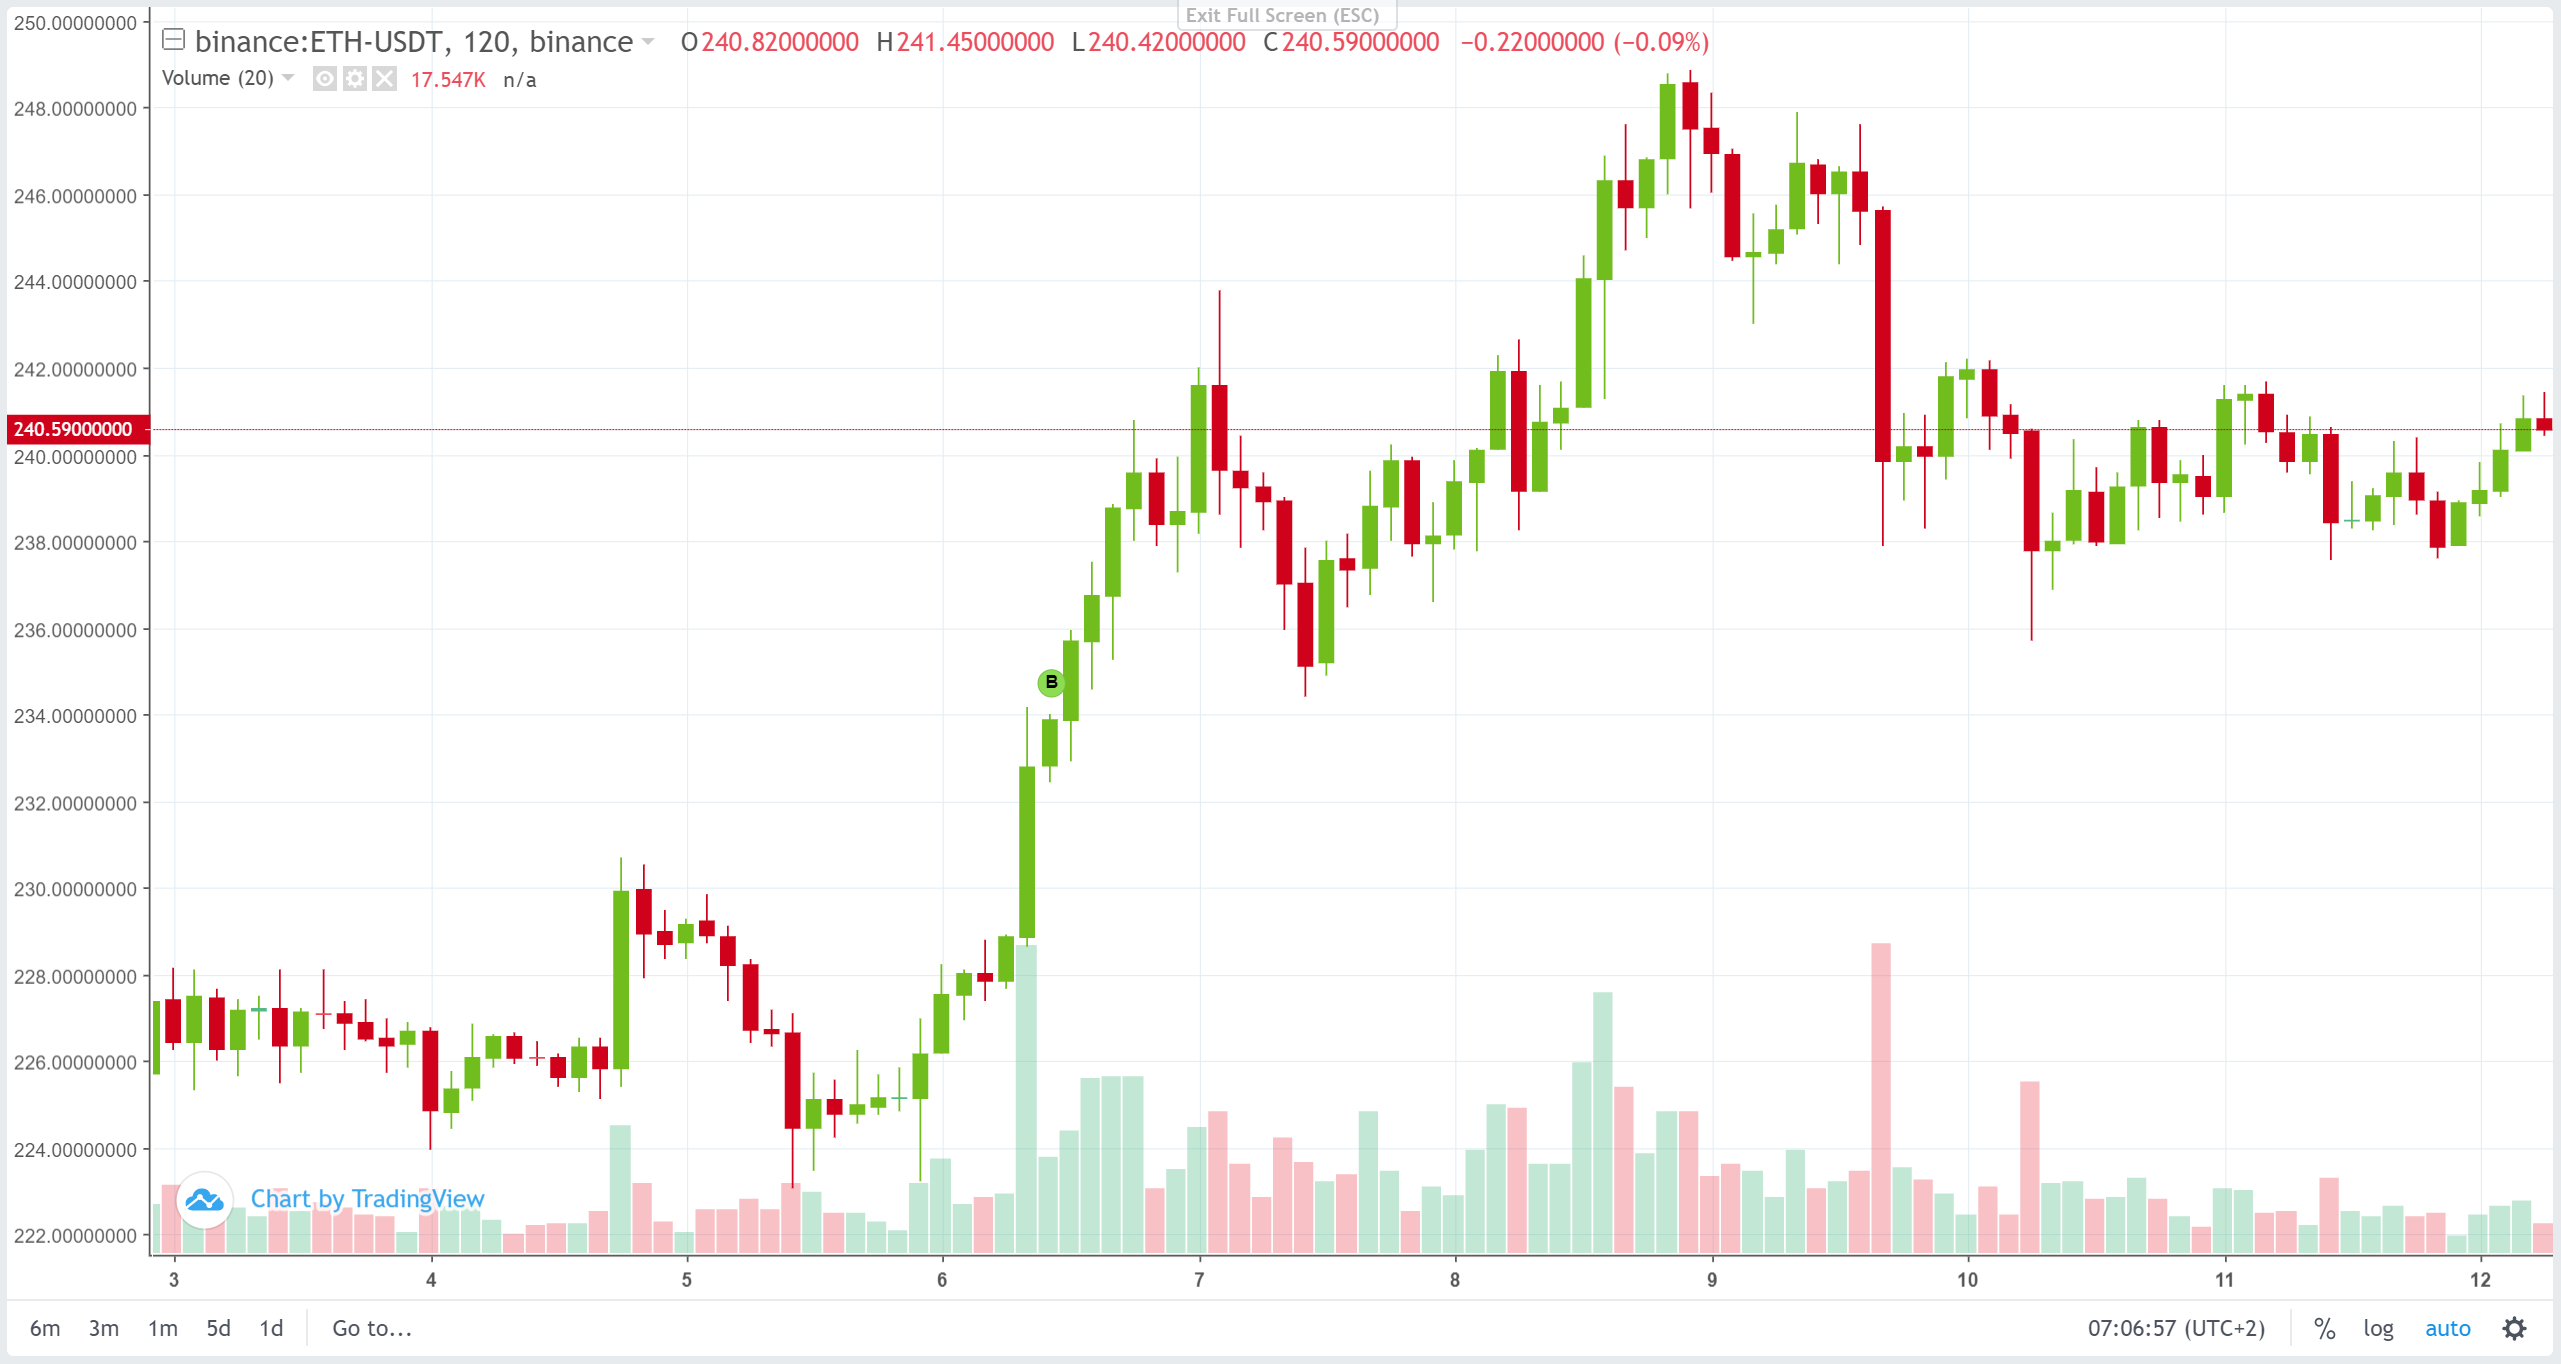 Exit Full Screen (ESC)
binance:ETH-USDT, 120, binance O240.82000000 H241.45000000 L240.42000000 C240.59000000 −0.22000000 (−0.09%)
Volume (20) 17.547K n/a
250.00000000
248.00000000
246.00000000
244.00000000
242.00000000
240.59000000
240.00000000
238.00000000
236.00000000
B
234.00000000
232.00000000
230.00000000
228.00000000
226.00000000
224.00000000
Chart by TradingView
222.00000000
3 4 5 6 7 8 9 10 11 12
6m 3m 1m 5d 1d Go to... 07:06:57 (UTC+2) % log auto